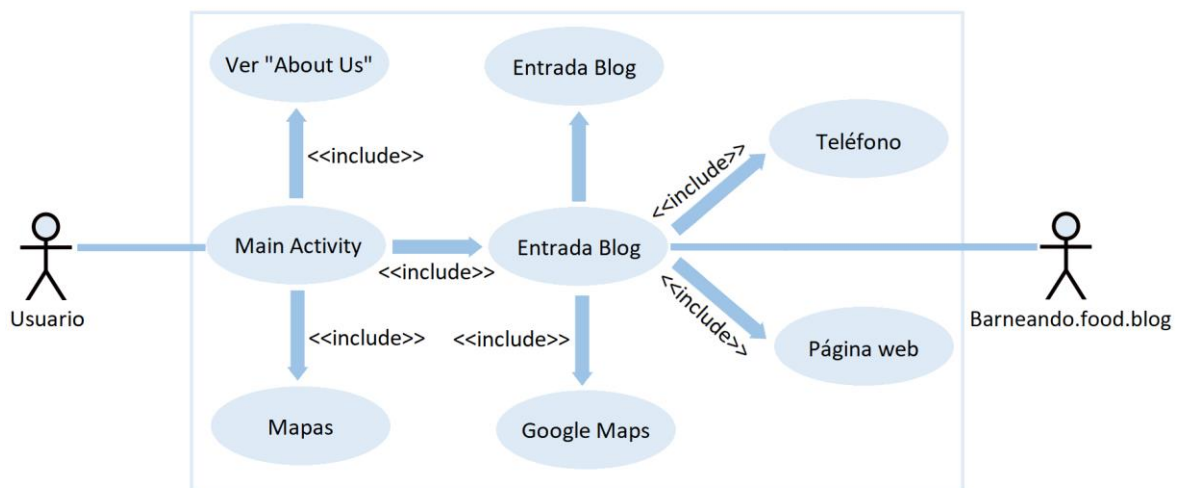 Ver "About Us"
Entrada Blog
Teléfono
<<include>>
<<include>>
Main Activity
Entrada Blog
<<include>>
Usuario
Barneando.food.blog
<<include>>
<<include>>
<<include>>
Página web
Mapas
Google Maps